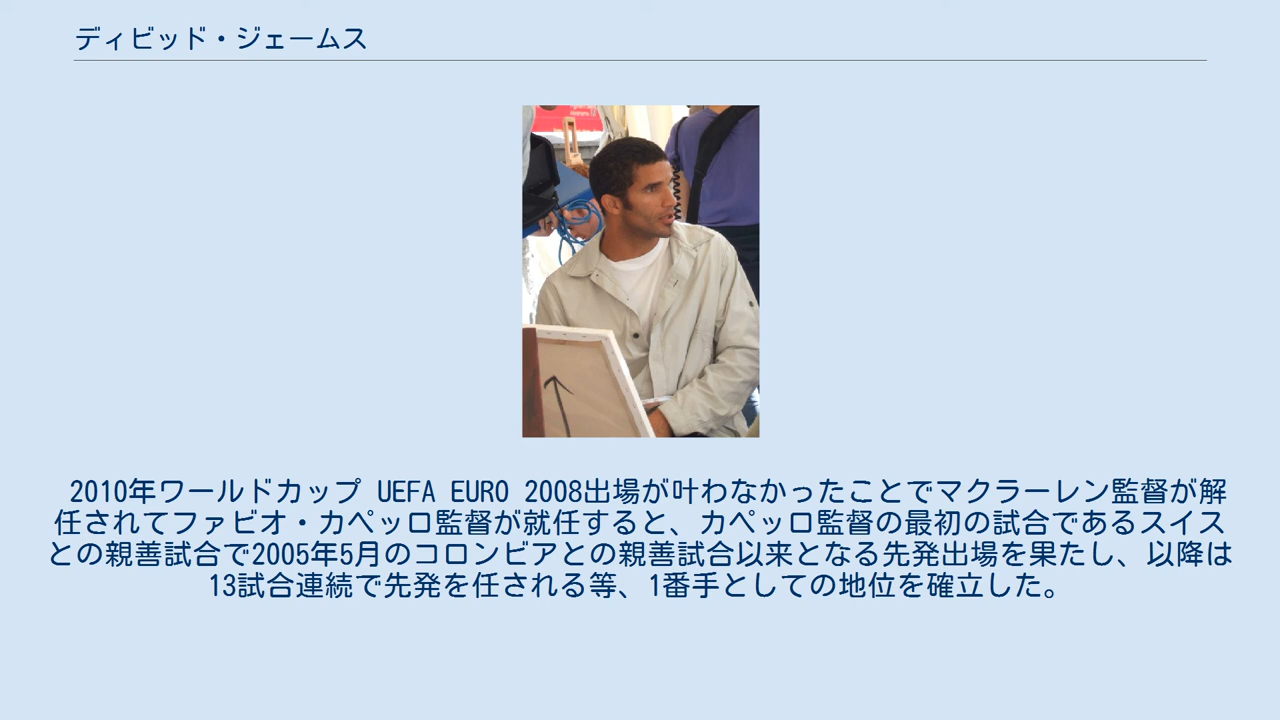 ディビッド・ジェームス
2010年ワールドカップ UEFA EURO 2008出場が叶わなかったことでマクラーレン監督が解
任されてファビオ・カペッロ監督が就任すると、カペッロ監督の最初の試合であるスイス
との親善試合で2005年5月のコロンビアとの親善試合以来となる先発出場を果たし、以降は
13試合連続で先発を任される等、1番手としての地位を確立した。